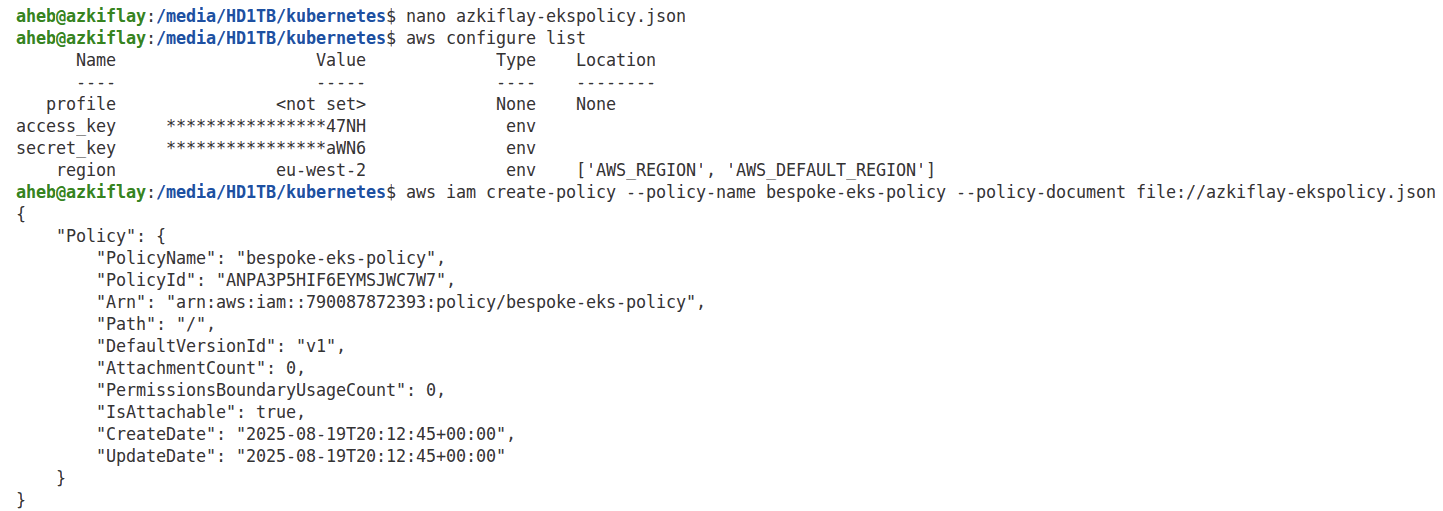 aheb@azkiflay:/media/HD1TB/kubernetes$ nano azkiflay-ekspolicy.json
aheb@azkiflay:/media/HD1TB/kubernetes$ aws configure list
      Name                    Value             Type    Location
      ----                    -----             ----    --------
   profile                <not set>             None    None
access_key     ****************47NH              env
secret_key     ****************aWN6              env
    region                eu-west-2              env    ['AWS_REGION', 'AWS_DEFAULT_REGION']
aheb@azkiflay:/media/HD1TB/kubernetes$ aws iam create-policy --policy-name bespoke-eks-policy --policy-document file://azkiflay-ekspolicy.json
{
    "Policy": {
        "PolicyName": "bespoke-eks-policy",
        "PolicyId": "ANPA3P5HIF6EYMSJWC7W7",
        "Arn": "arn:aws:iam::790087872393:policy/bespoke-eks-policy",
        "Path": "/",
        "DefaultVersionId": "v1",
        "AttachmentCount": 0,
        "PermissionsBoundaryUsageCount": 0,
        "IsAttachable": true,
        "CreateDate": "2025-08-19T20:12:45+00:00",
        "UpdateDate": "2025-08-19T20:12:45+00:00"
    }
}